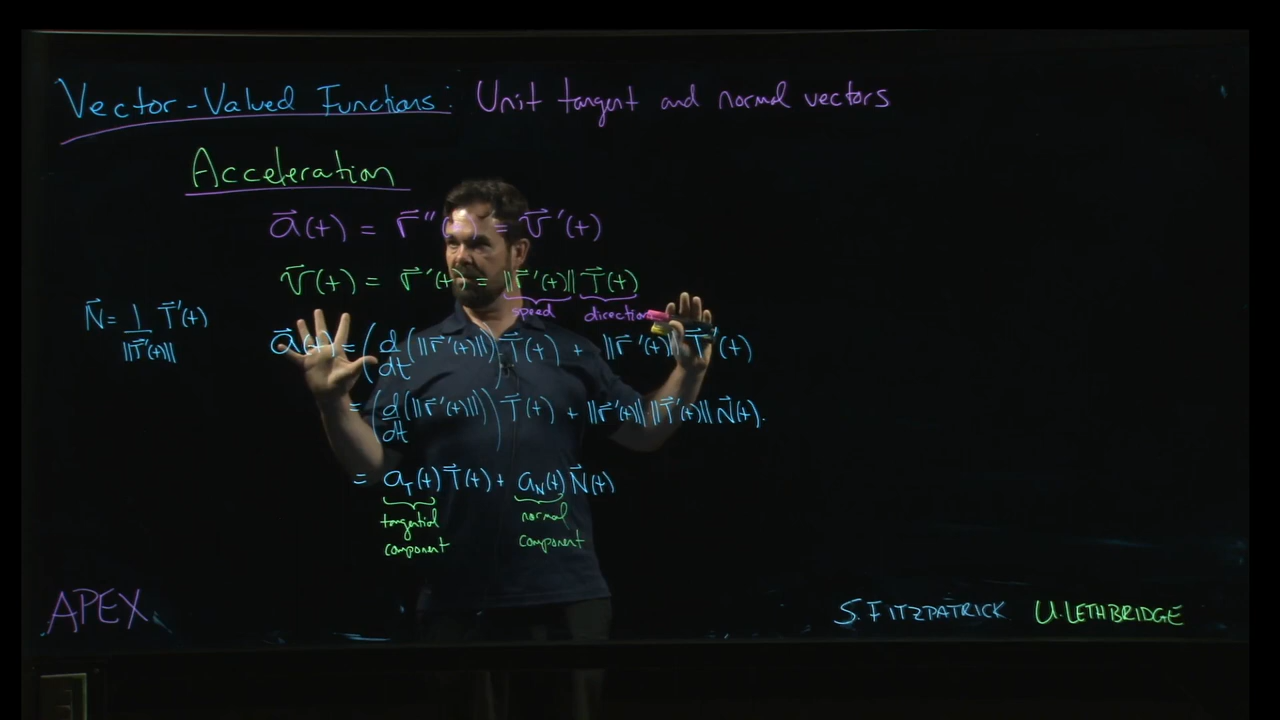 Vector-Valued Functions: Unit tangent and normal vectors
Acceleration
a⃗(t) = r⃗''(t) = v⃗'(t)
v⃗(t) = r⃗'(t) = ||r⃗'(t)|| T⃗(t)
speed direction
N⃗ = 1/||T⃗'(t)|| T⃗'(t)
a⃗(t) = (d/dt(||r⃗'(t)||)) T⃗(t) + ||r⃗'(t)|| T⃗'(t)
= (d/dt(||r⃗'(t)||)) T⃗(t) + ||r⃗'(t)|| ||T⃗'(t)|| N⃗(t).
= a_T(t) T⃗(t) + a_N(t) N⃗(t)
tangential component
normal component
APEX
S. FITZPATRICK U. LETHBRIDGE